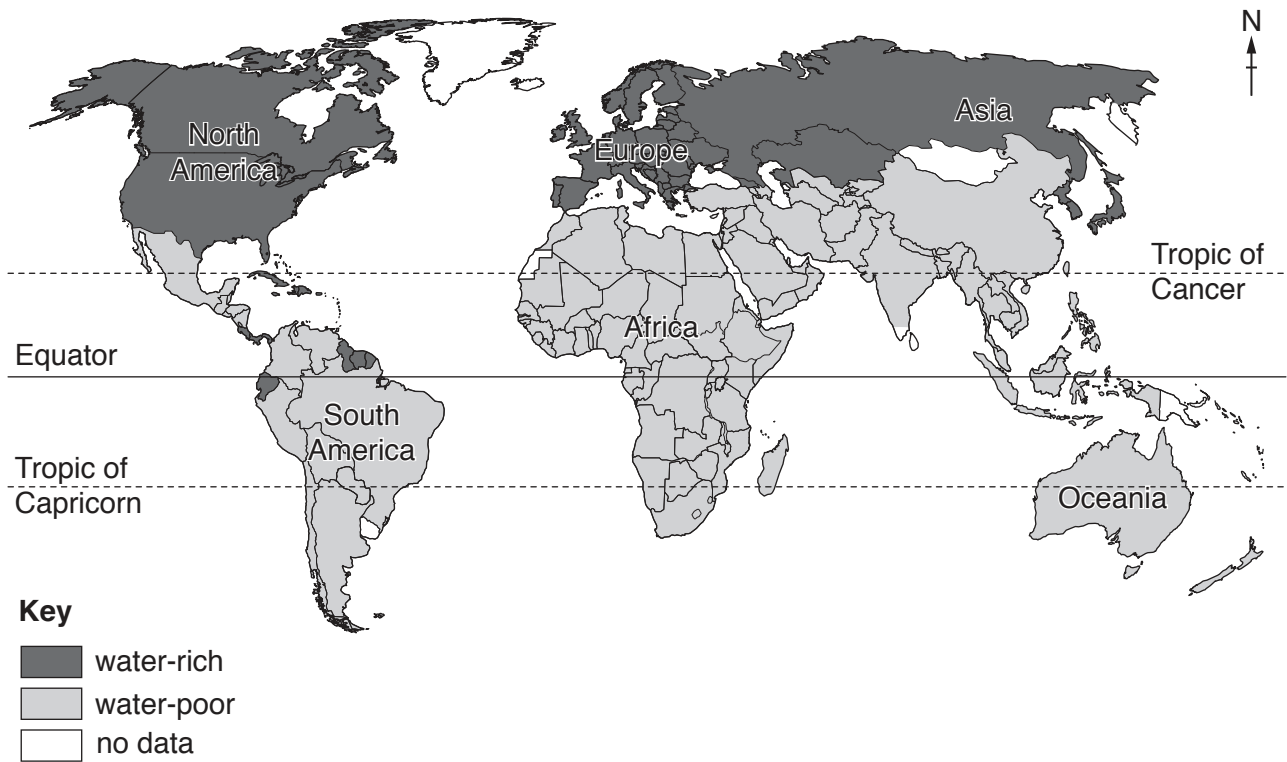 N
North
America
Europe
Asia
Tropic of
Cancer
Africa
Equator
South
America
Tropic of
Capricorn
Oceania
Key
water-rich
water-poor
no data